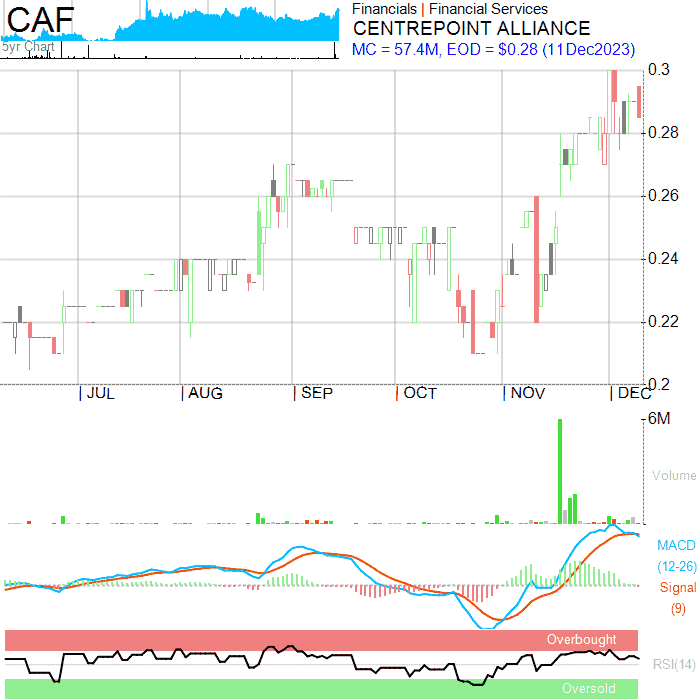 CAF
5yr Chart
Financials | Financial Services
CENTREPOINT ALLIANCE
MC = 57.4M, EOD = $0.28 (11Dec2023)
0.3
0.28
0.26
0.24
0.22
0.2
JUL AUG SEP OCT NOV DEC
6M
Volume
MACD
(12-26)
Signal
(9)
Overbought
RSI(14)
Oversold